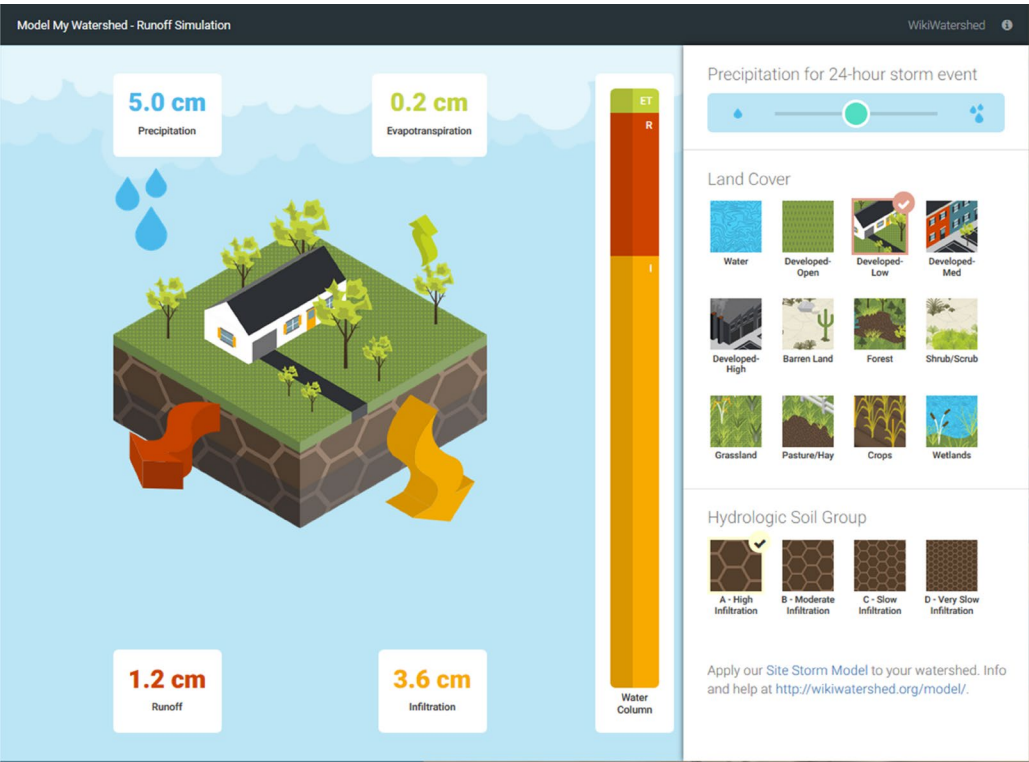 Model My Watershed - Runoff Simulation
WikiWatershed
5.0 cm
Precipitation
0.2 cm
Evapotranspiration
ET
R
I
1.2 cm
Runoff
3.6 cm
Infiltration
Water
Column
Precipitation for 24-hour storm event
Land Cover
Water
Developed-
Open
Developed-
Low
Developed-
Med
Developed-
High
Barren Land
Forest
Shrub/Scrub
Grassland
Pasture/Hay
Crops
Wetlands
Hydrologic Soil Group
A - High
Infiltration
B - Moderate
Infiltration
C - Slow
Infiltration
D - Very Slow
Infiltration
Apply our Site Storm Model to your watershed. Info
and help at http://wikiwatershed.org/model/.